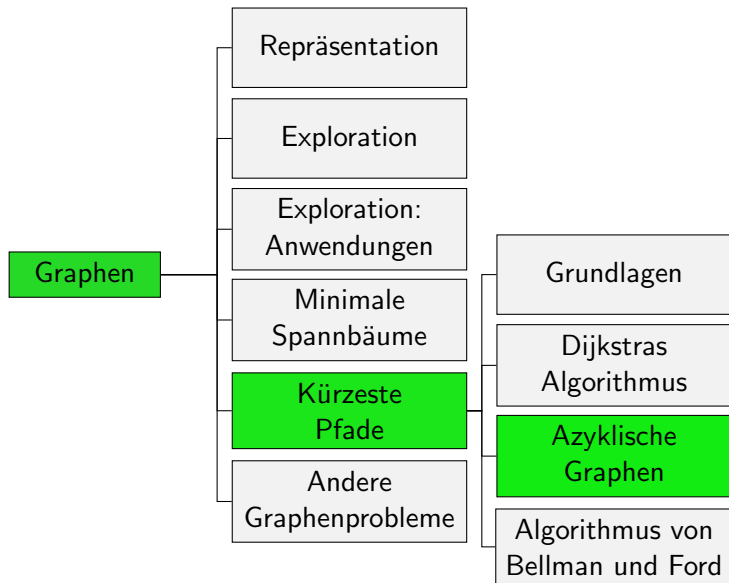 Graphen
Repräsentation
Exploration
Exploration:
Anwendungen
Minimale
Spannbäume
Kürzeste
Pfade
Andere
Graphenprobleme
Grundlagen
Dijkstras
Algorithmus
Azyklische
Graphen
Algorithmus von
Bellman und Ford